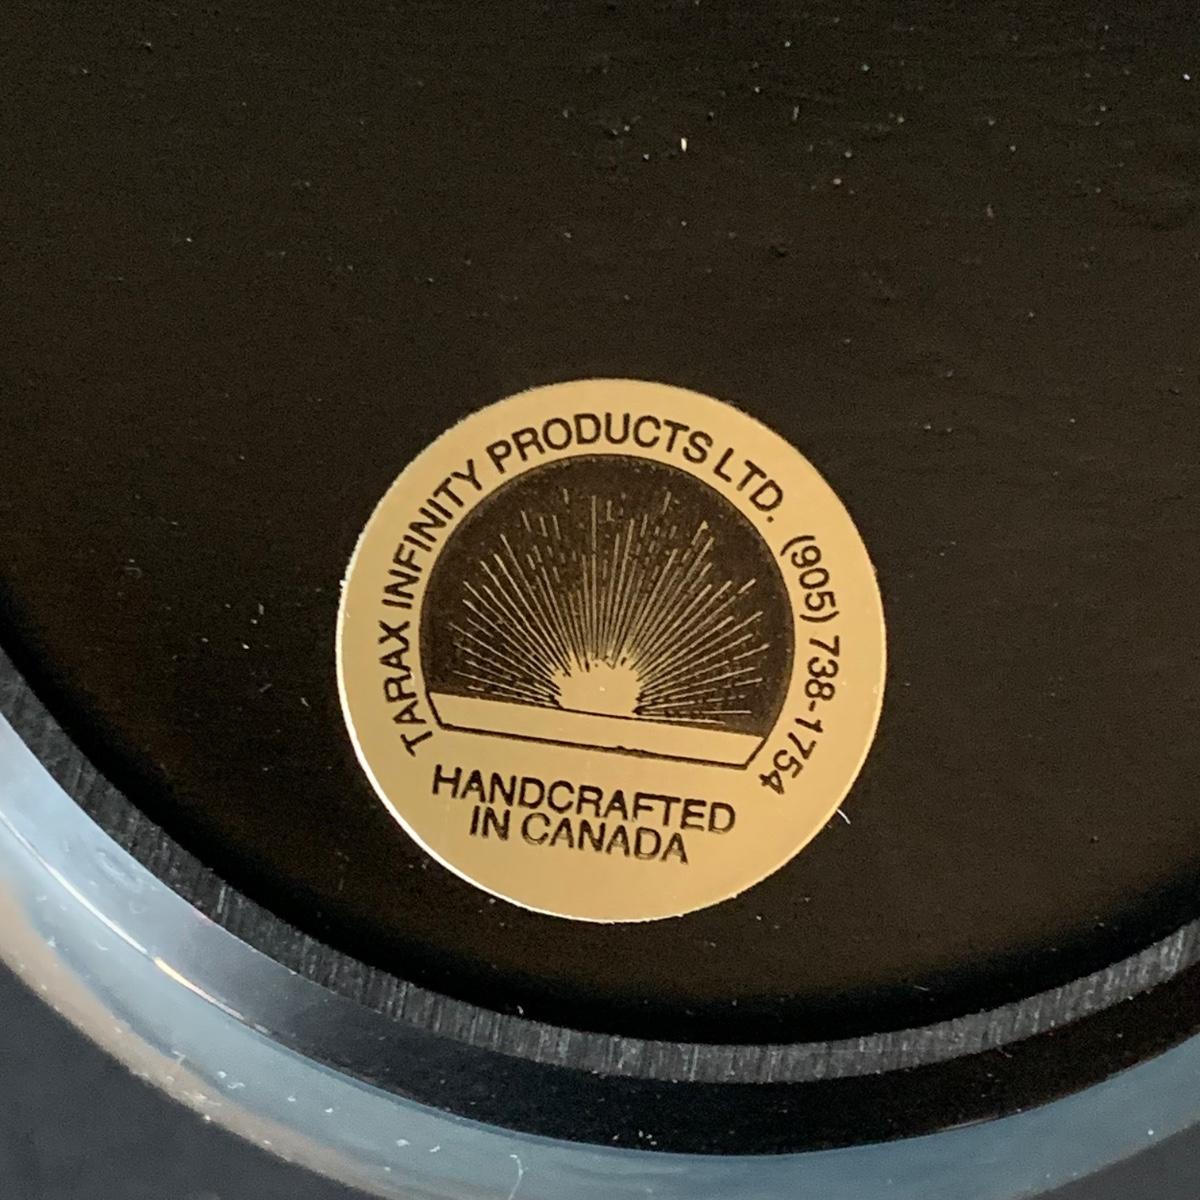 TARAX INFINITY PRODUCTS LTD. (905) 738-1754
HANDCRAFTED
IN CANADA